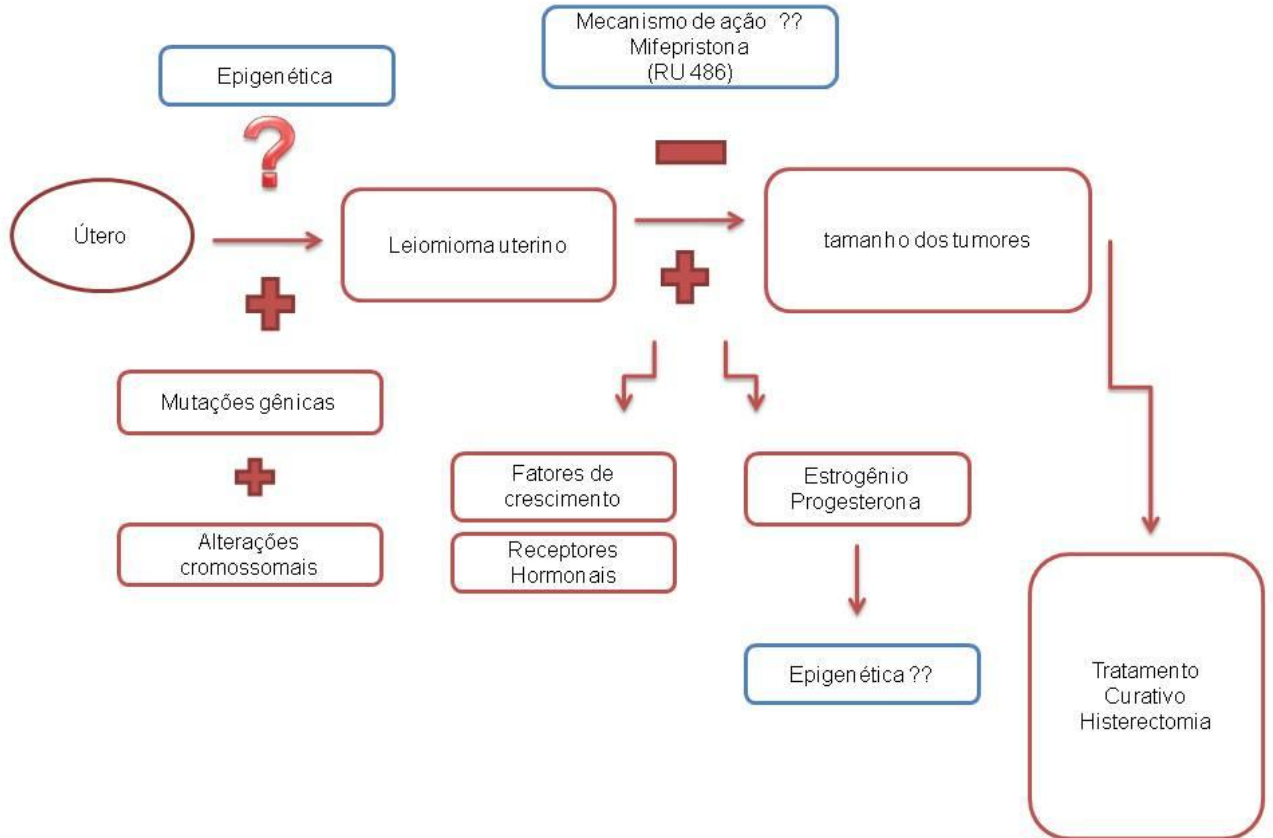 Mecanismo de ação ??
Mifepristona
(RU 486)
Epigenética
?
Útero
Leiomioma uterino
tamanho dos tumores
Mutações gênicas
Alterações
cromossomais
Fatores de
crescimento
Receptores
Hormonais
Estrogênio
Progesterona
Epigenética ??
Tratamento
Curativo
Histerectomia